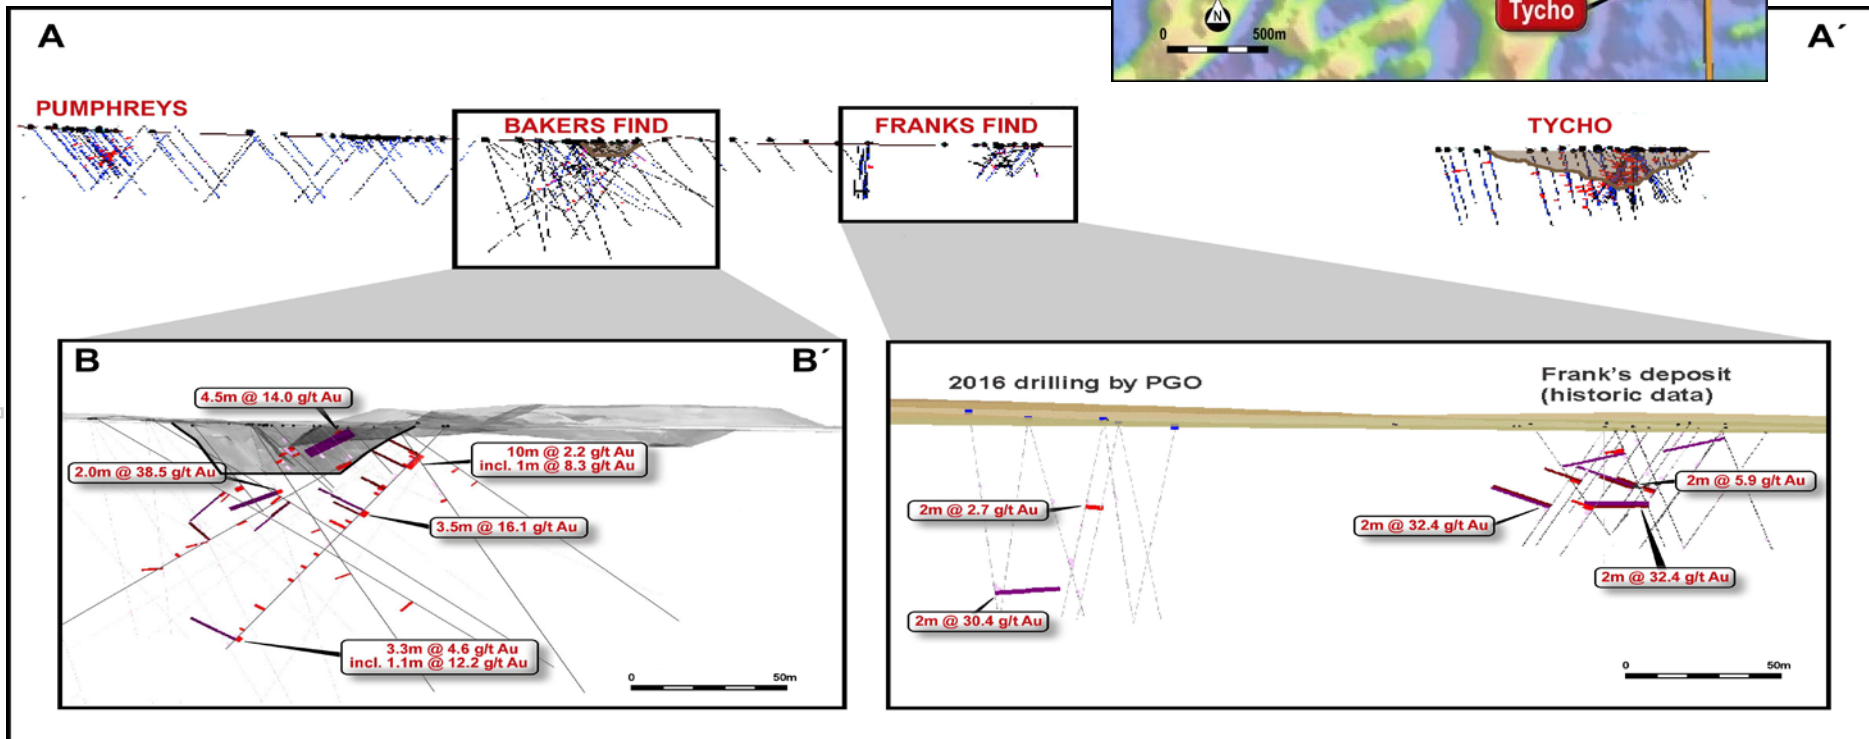 A
N
0 500m
Tycho
A´
PUMPHREYS
BAKERS FIND
FRANKS FIND
TYCHO
B
B´
4.5m @ 14.0 g/t Au
10m @ 2.2 g/t Au
incl. 1m @ 8.3 g/t Au
2.0m @ 38.5 g/t Au
3.5m @ 16.1 g/t Au
3.3m @ 4.6 g/t Au
incl. 1.1m @ 12.2 g/t Au
0 50m
2016 drilling by PGO
Frank's deposit
(historic data)
2m @ 5.9 g/t Au
2m @ 2.7 g/t Au
2m @ 32.4 g/t Au
2m @ 32.4 g/t Au
2m @ 30.4 g/t Au
0 50m